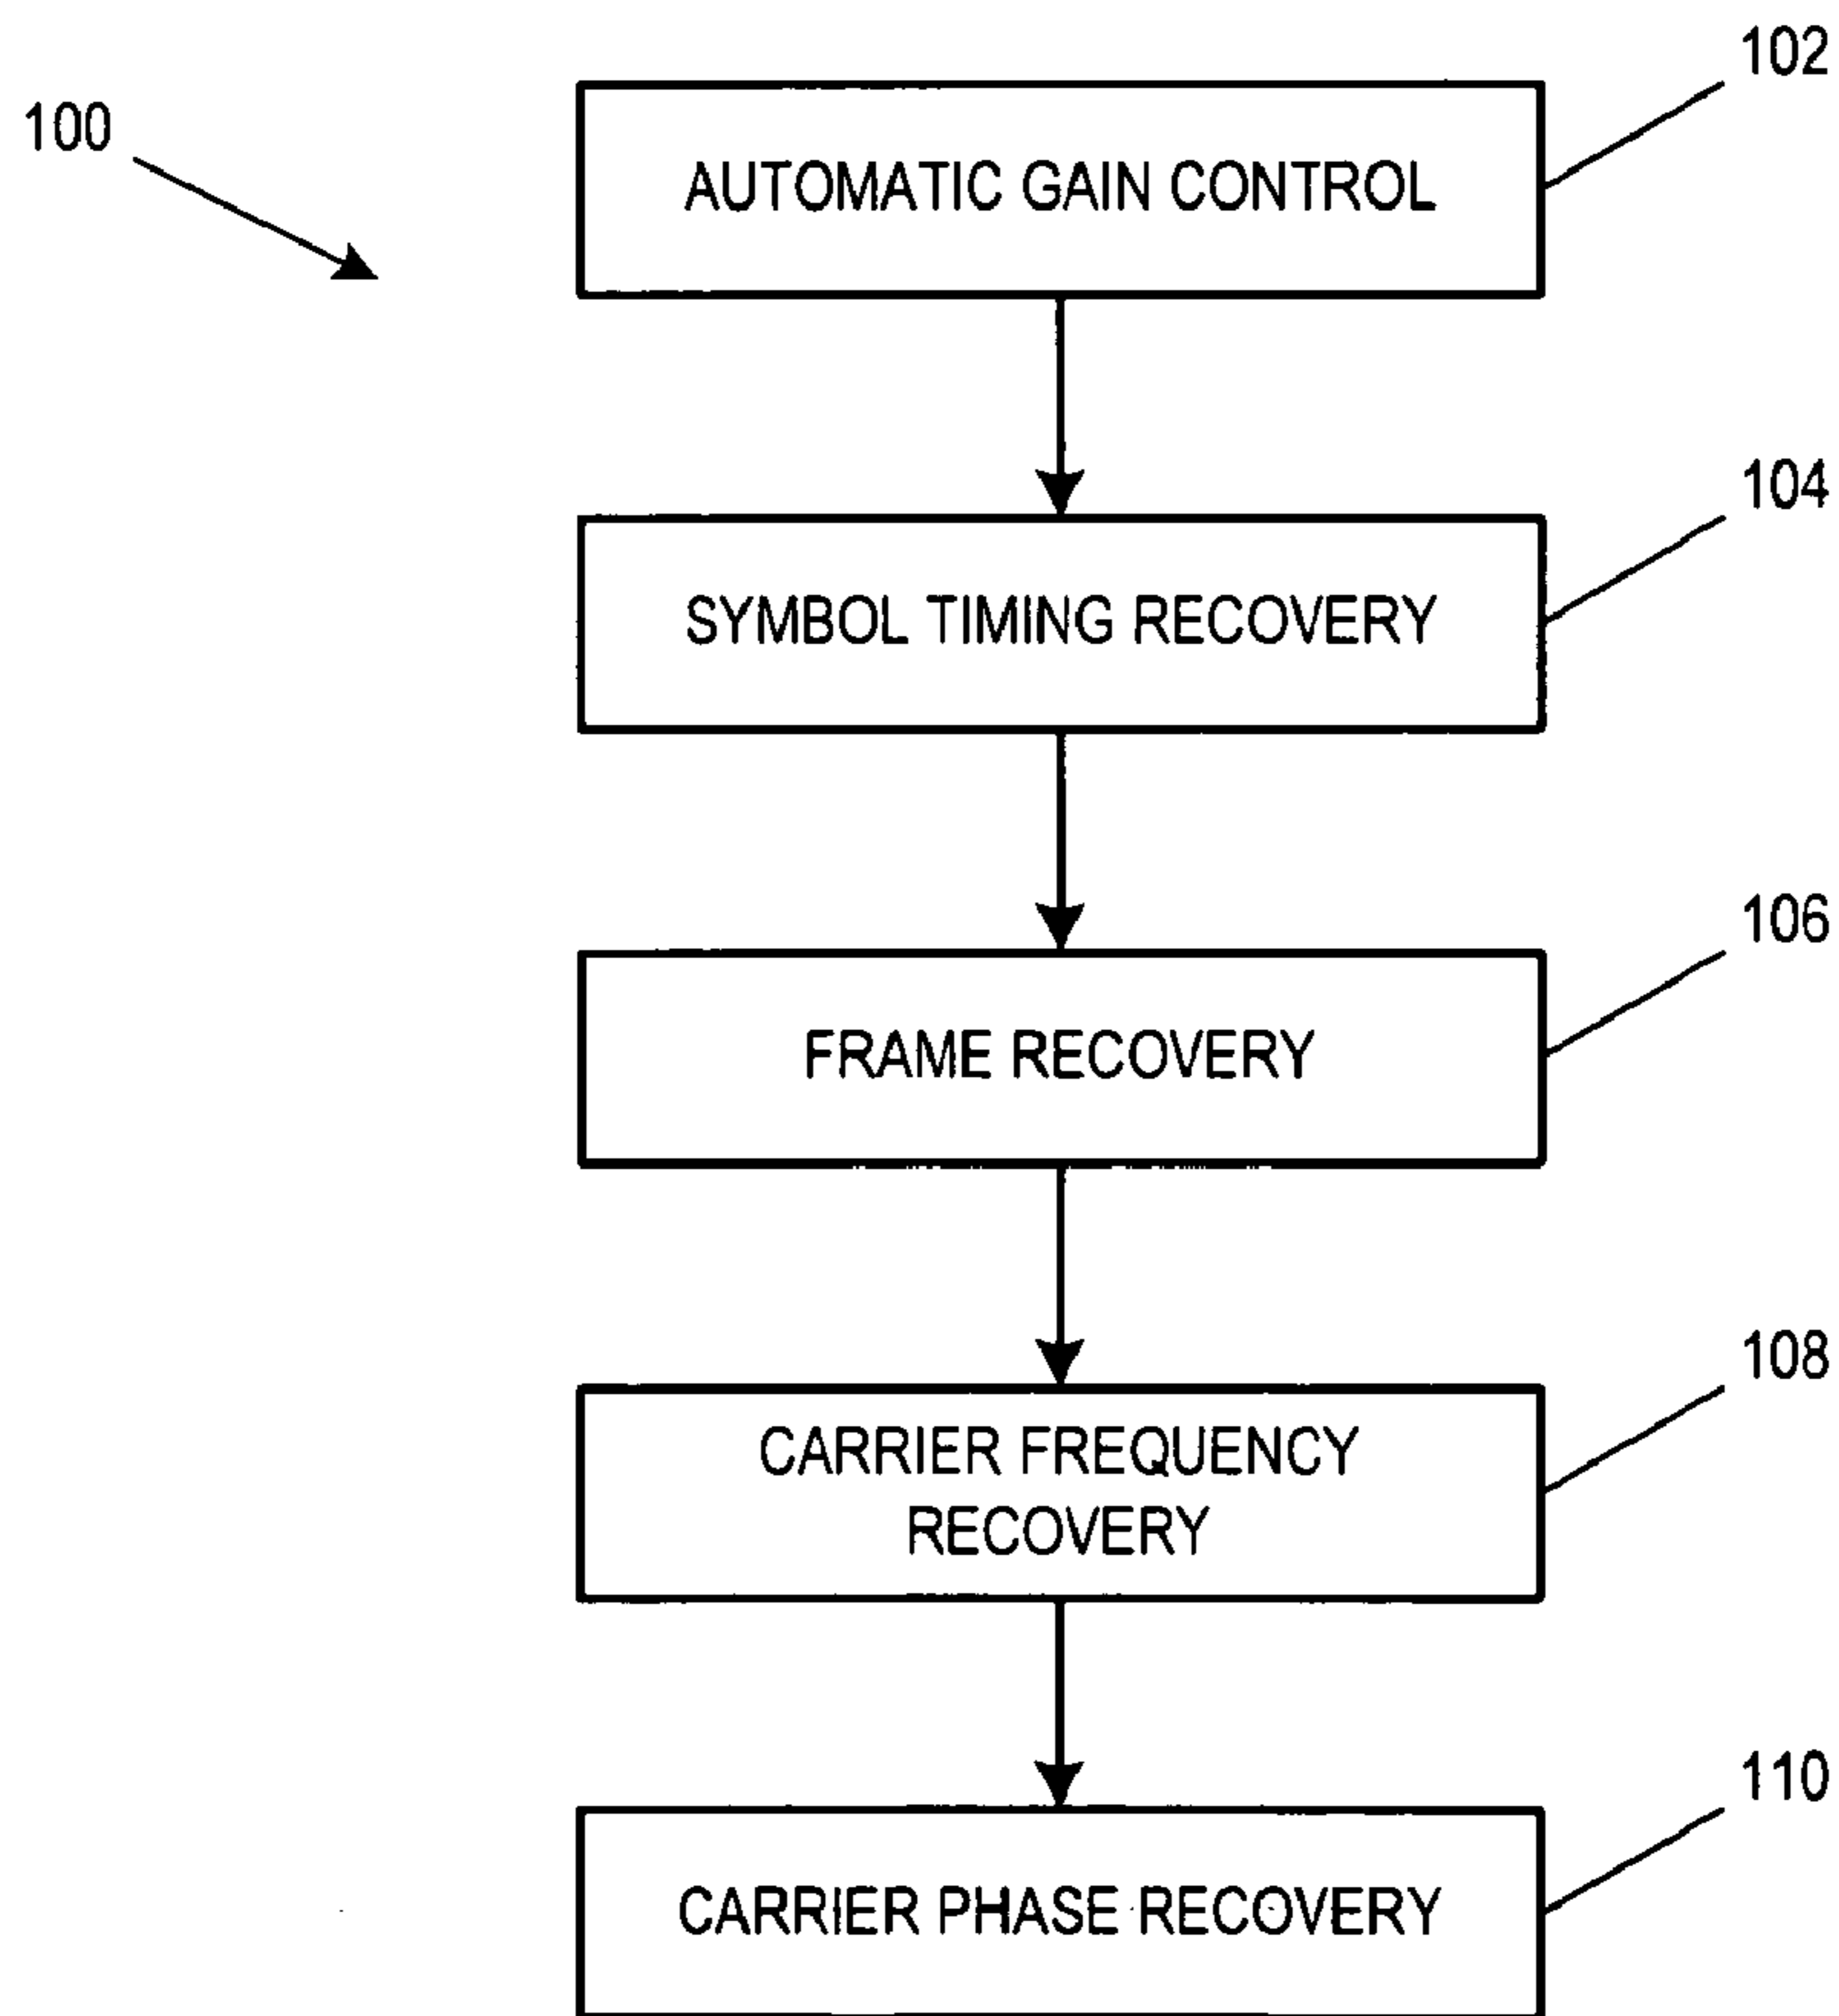 102
100
AUTOMATIC GAIN CONTROL
104
SYMBOL TIMING RECOVERY
106
FRAME RECOVERY
108
CARRIER FREQUENCY
RECOVERY
110
CARRIER PHASE RECOVERY